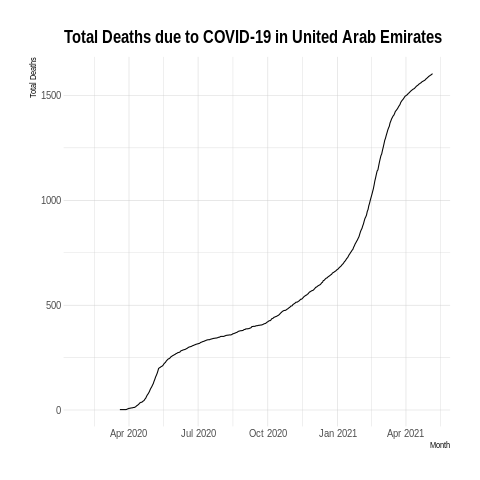 Total Deaths due to COVID-19 in United Arab Emirates
Total Deaths
1500
1000
500
0
Apr 2020 Jul 2020 Oct 2020 Jan 2021 Apr 2021
Month